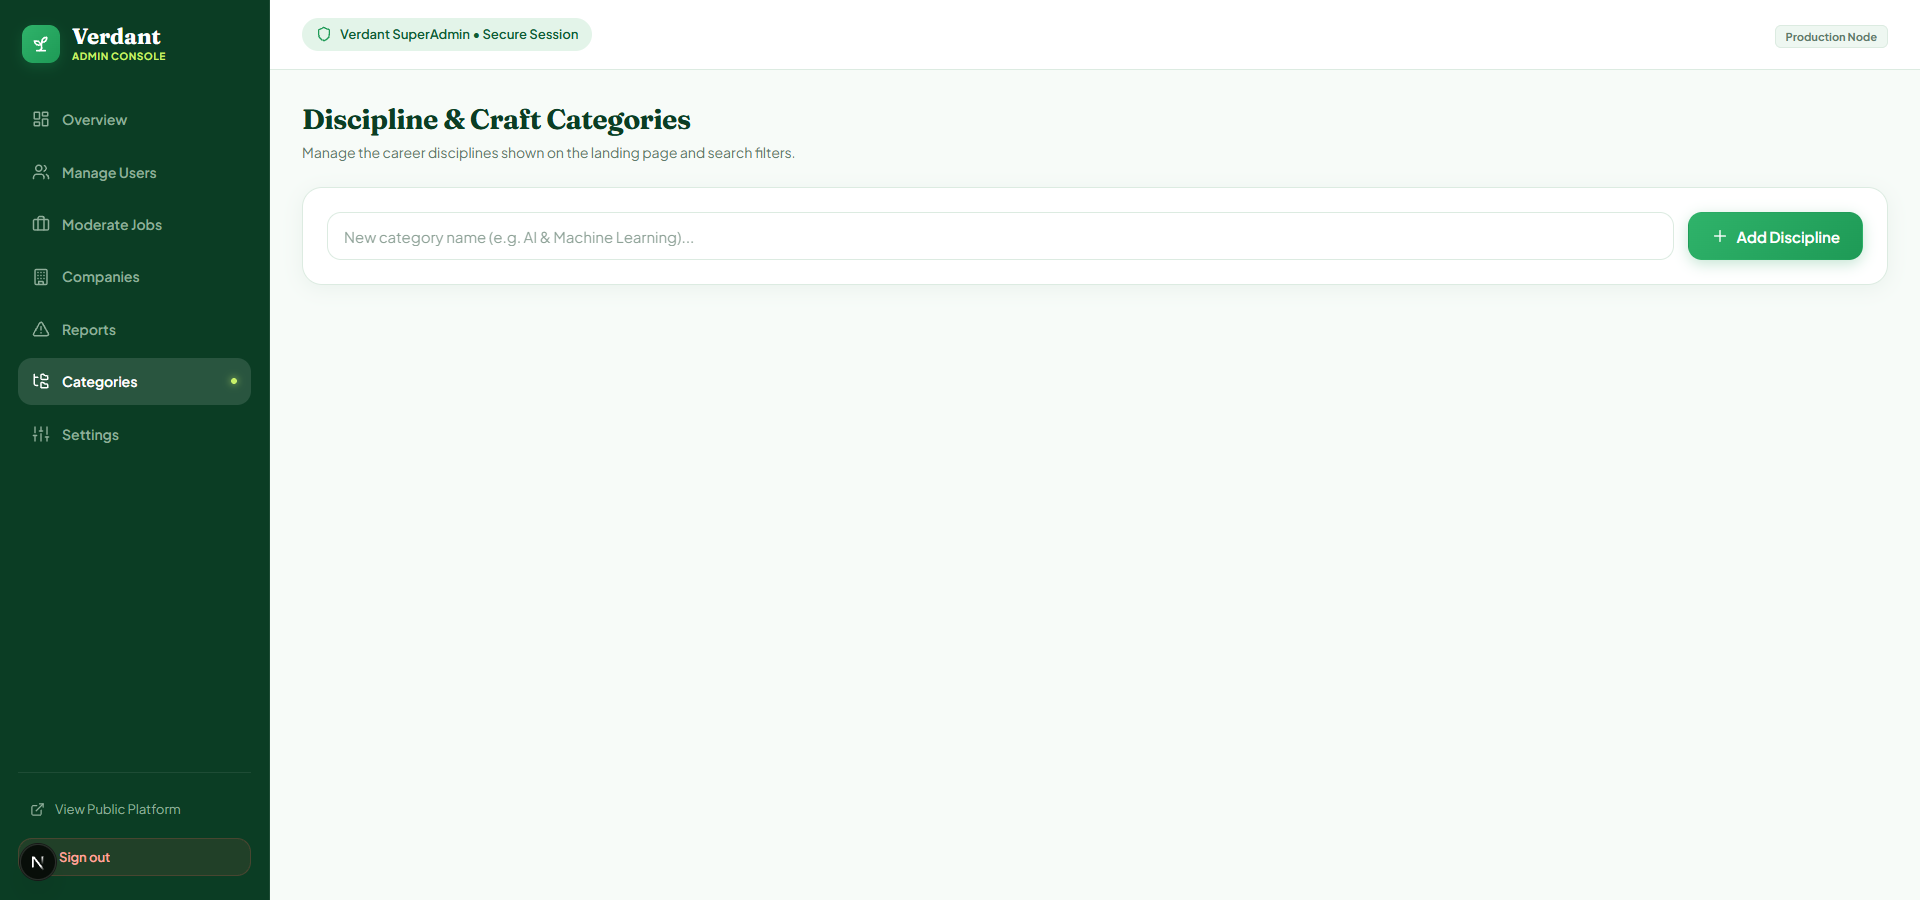 Verdant
ADMIN CONSOLE
Overview
Manage Users
Moderate Jobs
Companies
Reports
Categories
Settings
View Public Platform
N
Sign out
Verdant SuperAdmin • Secure Session
Production Node
Discipline & Craft Categories
Manage the career disciplines shown on the landing page and search filters.
New category name (e.g. AI & Machine Learning)...
Add Discipline